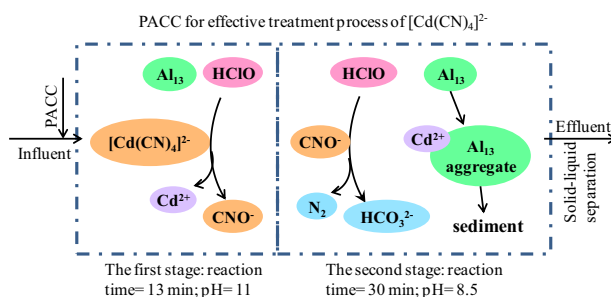 PACC for effective treatment process of [Cd(CN)₄]²⁻
PACC
Influent
Al₁₃
HClO
[Cd(CN)₄]²⁻
Cd²⁺
CNO⁻
HClO
Al₁₃
CNO⁻
Cd²⁺
Al₁₃
aggregate
N₂
HCO₃²⁻
sediment
Effluent
Solid-liquid
separation
The first stage: reaction
time= 13 min; pH= 11
The second stage: reaction
time= 30 min; pH= 8.5